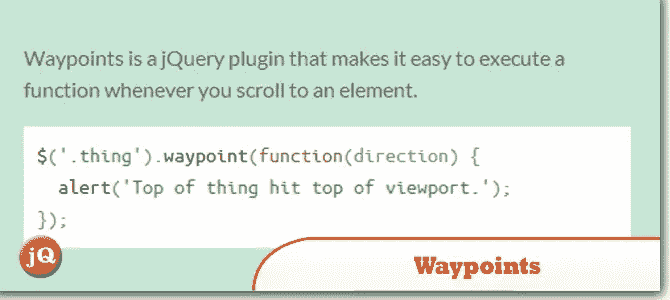 Waypoints is a jQuery plugin that makes it easy to execute a
function whenever you scroll to an element.
$('.thing').waypoint(function(direction) {
  alert('Top of thing hit top of viewport.');
});
jQ
Waypoints